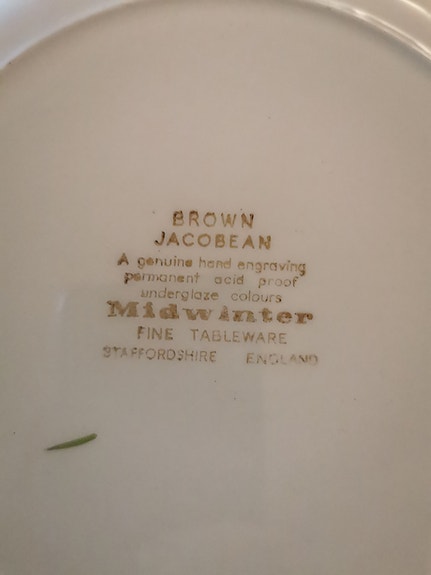 BROWN
JACOBEAN
A genuine hand engraving
permanent acid proof
underglaze colours
Midwinter
FINE TABLEWARE
STAFFORDSHIRE ENGLAND